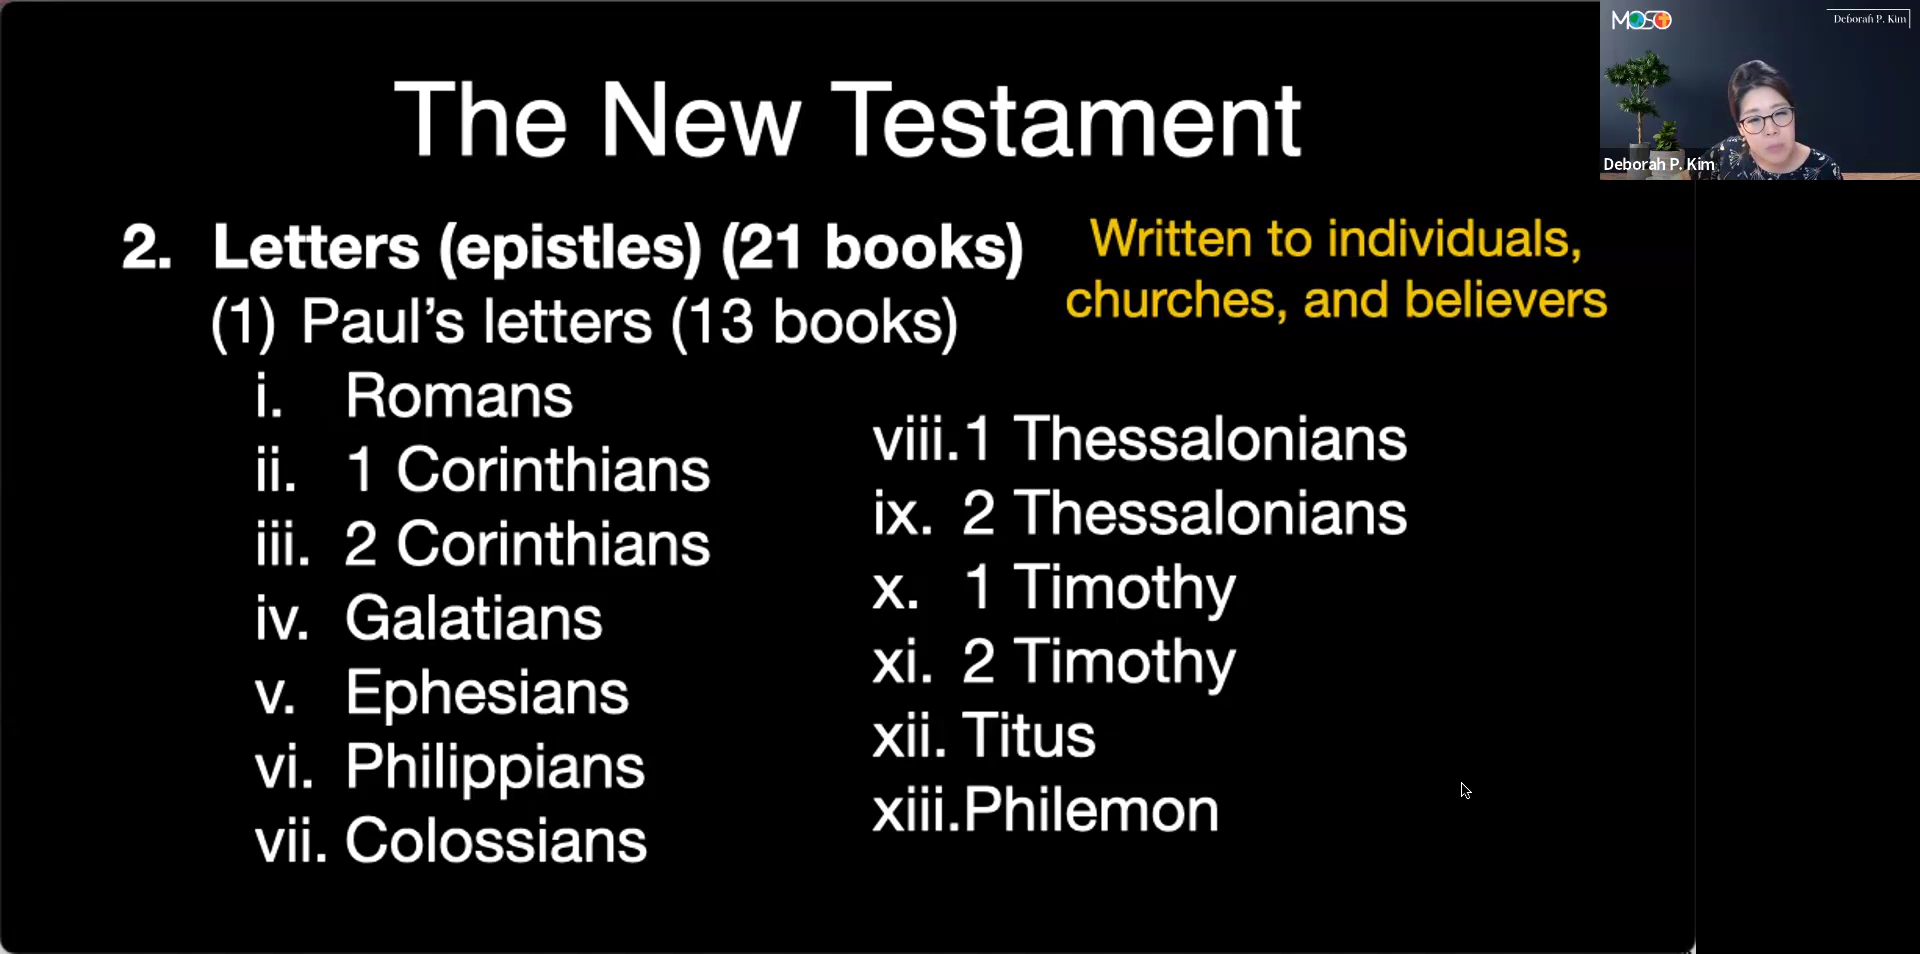 The New Testament
2. Letters (epistles) (21 books)
Written to individuals,
churches, and believers
(1) Paul’s letters (13 books)
i. Romans
ii. 1 Corinthians
iii. 2 Corinthians
iv. Galatians
v. Ephesians
vi. Philippians
vii. Colossians
viii. 1 Thessalonians
ix. 2 Thessalonians
x. 1 Timothy
xi. 2 Timothy
xii. Titus
xiii. Philemon
MOSO
Deborah P. Kim
Deborah P. Kim